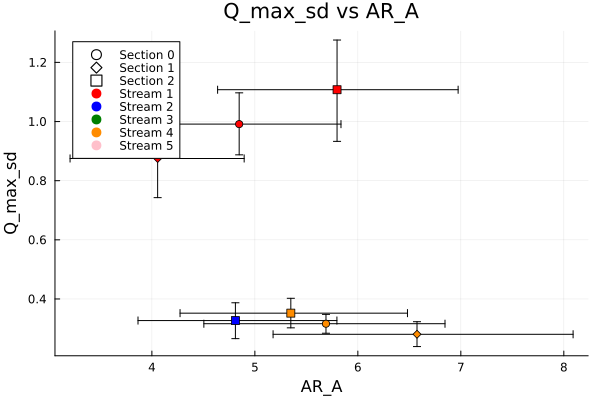 Q_max_sd vs AR_A
Section 0
Section 1
Section 2
Stream 1
Stream 2
Stream 3
Stream 4
Stream 5
1.2
1.0
0.8
0.6
0.4
Q_max_sd
4 5 6 7 8
AR_A